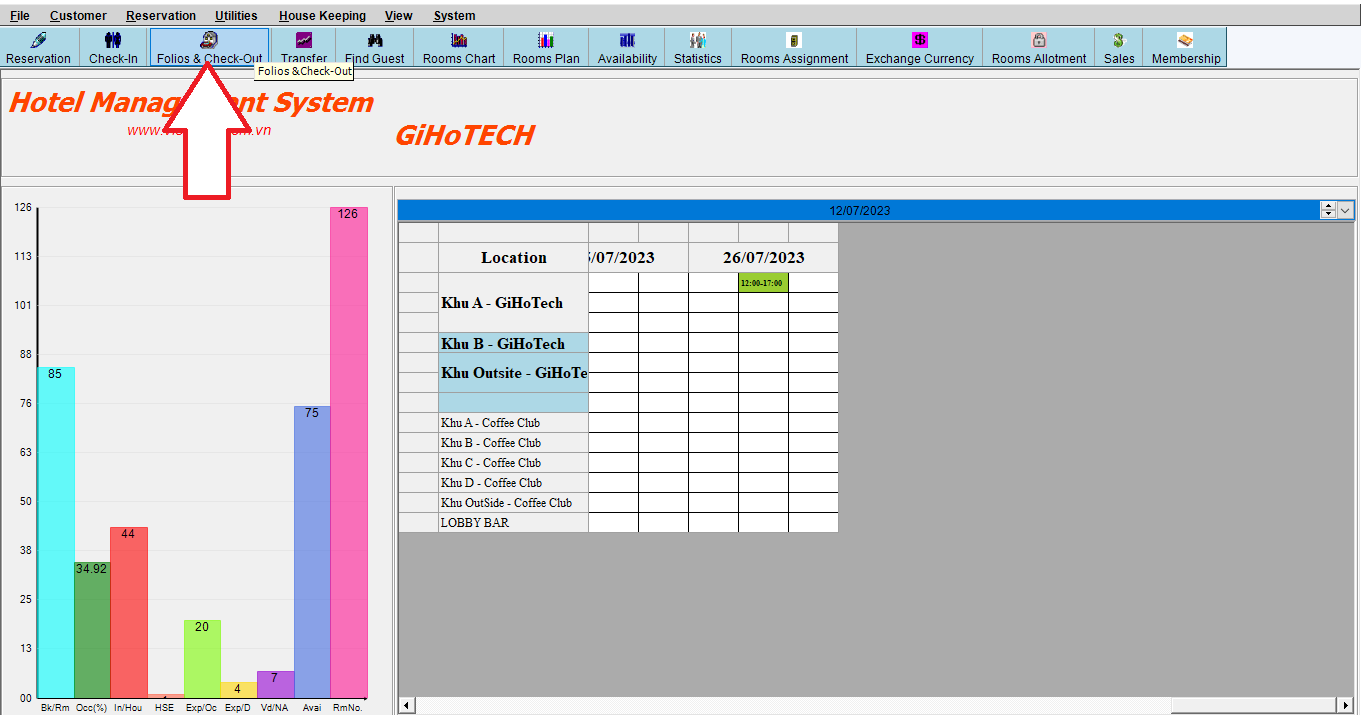 File Customer Reservation Utilities House Keeping View System
Reservation Check-In Folios & Check-Out Transfer Find Guest Rooms Chart Rooms Plan Availability Statistics Rooms Assignment Exchange Currency Rooms Allotment Sales Membership
Folios &Check-Out
Hotel Manag nt System
GiHoTECH
12/07/2023
Location /07/2023 26/07/2023
12:00-17:00
Khu A - GiHoTech
Khu B - GiHoTech
Khu Outsite - GiHoTe
Khu A - Coffee Club
Khu B - Coffee Club
Khu C - Coffee Club
Khu D - Coffee Club
Khu OutSide - Coffee Club
LOBBY BAR
126
113
101
88
76
63
50
38
25
13
00
85
34.92
44
20
4
7
75
126
Bk/Rm Occ(%) In/Hou HSE Exp/Oc Exp/D Vd/NA Avai RmNo.